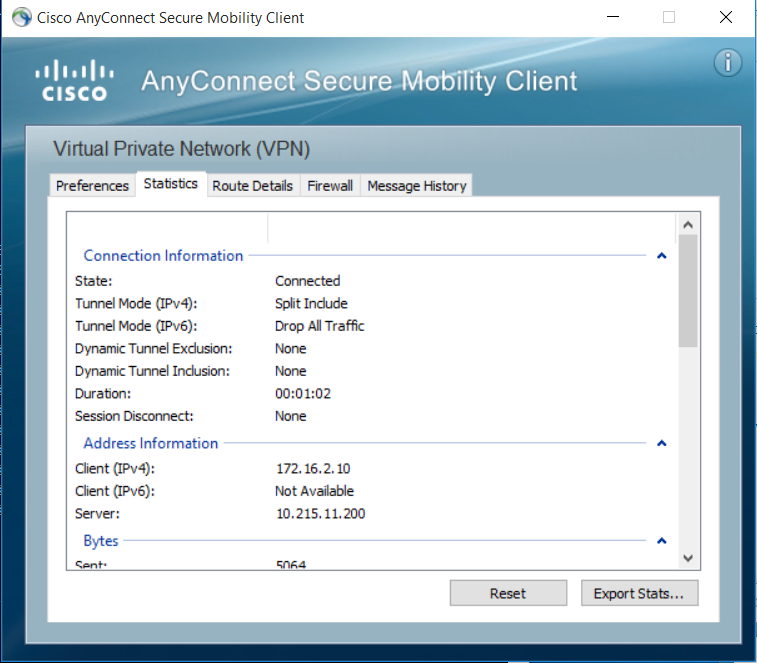 Cisco AnyConnect Secure Mobility Client
CISCO
AnyConnect Secure Mobility Client
Virtual Private Network (VPN)
Preferences Statistics Route Details Firewall Message History
Connection Information
State: Connected
Tunnel Mode (IPv4): Split Include
Tunnel Mode (IPv6): Drop All Traffic
Dynamic Tunnel Exclusion: None
Dynamic Tunnel Inclusion: None
Duration: 00:01:02
Session Disconnect: None
Address Information
Client (IPv4): 172.16.2.10
Client (IPv6): Not Available
Server: 10.215.11.200
Bytes
Sent: 5064
Reset Export Stats...